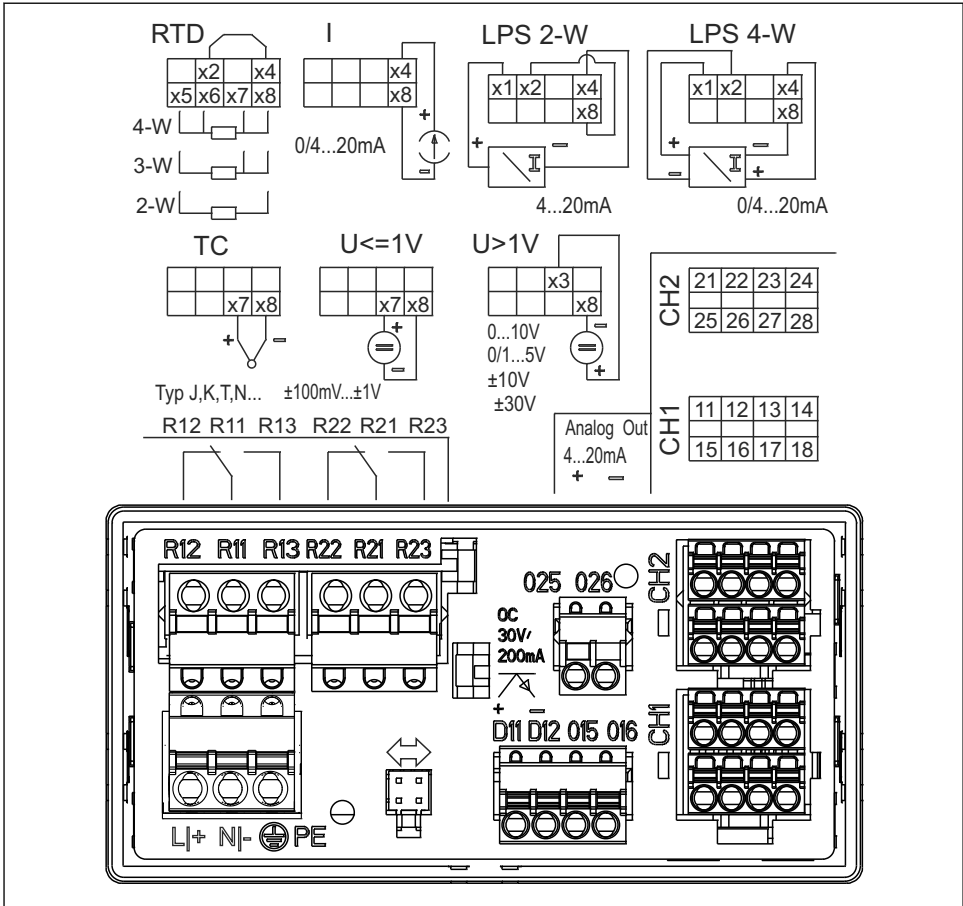 RTD I LPS 2-W LPS 4-W
x2 x4
x5 x6 x7 x8
x4
x8
x1 x2 x4
x8
x1 x2 x4
x8
4-W
3-W
2-W
0/4...20mA
+
-
+ -
I
4...20mA
+ -
- +
I
0/4...20mA
TC U<=1V U>1V
x7 x8
+ -
Typ J,K,T,N...
x7 x8
+
-
±100mV...±1V
x3
x8
0...10V
0/1...5V
±10V
±30V
-
+
CH2
21 22 23 24
25 26 27 28
CH1
11 12 13 14
15 16 17 18
R12 R11 R13 R22 R21 R23
Analog Out
4...20mA
+ -
R12 R11 R13 R22 R21 R23
O25 O26
CH2
OC
30V
200mA
+ -
D11 D12 O15 O16
CH1
L|+ N|- PE